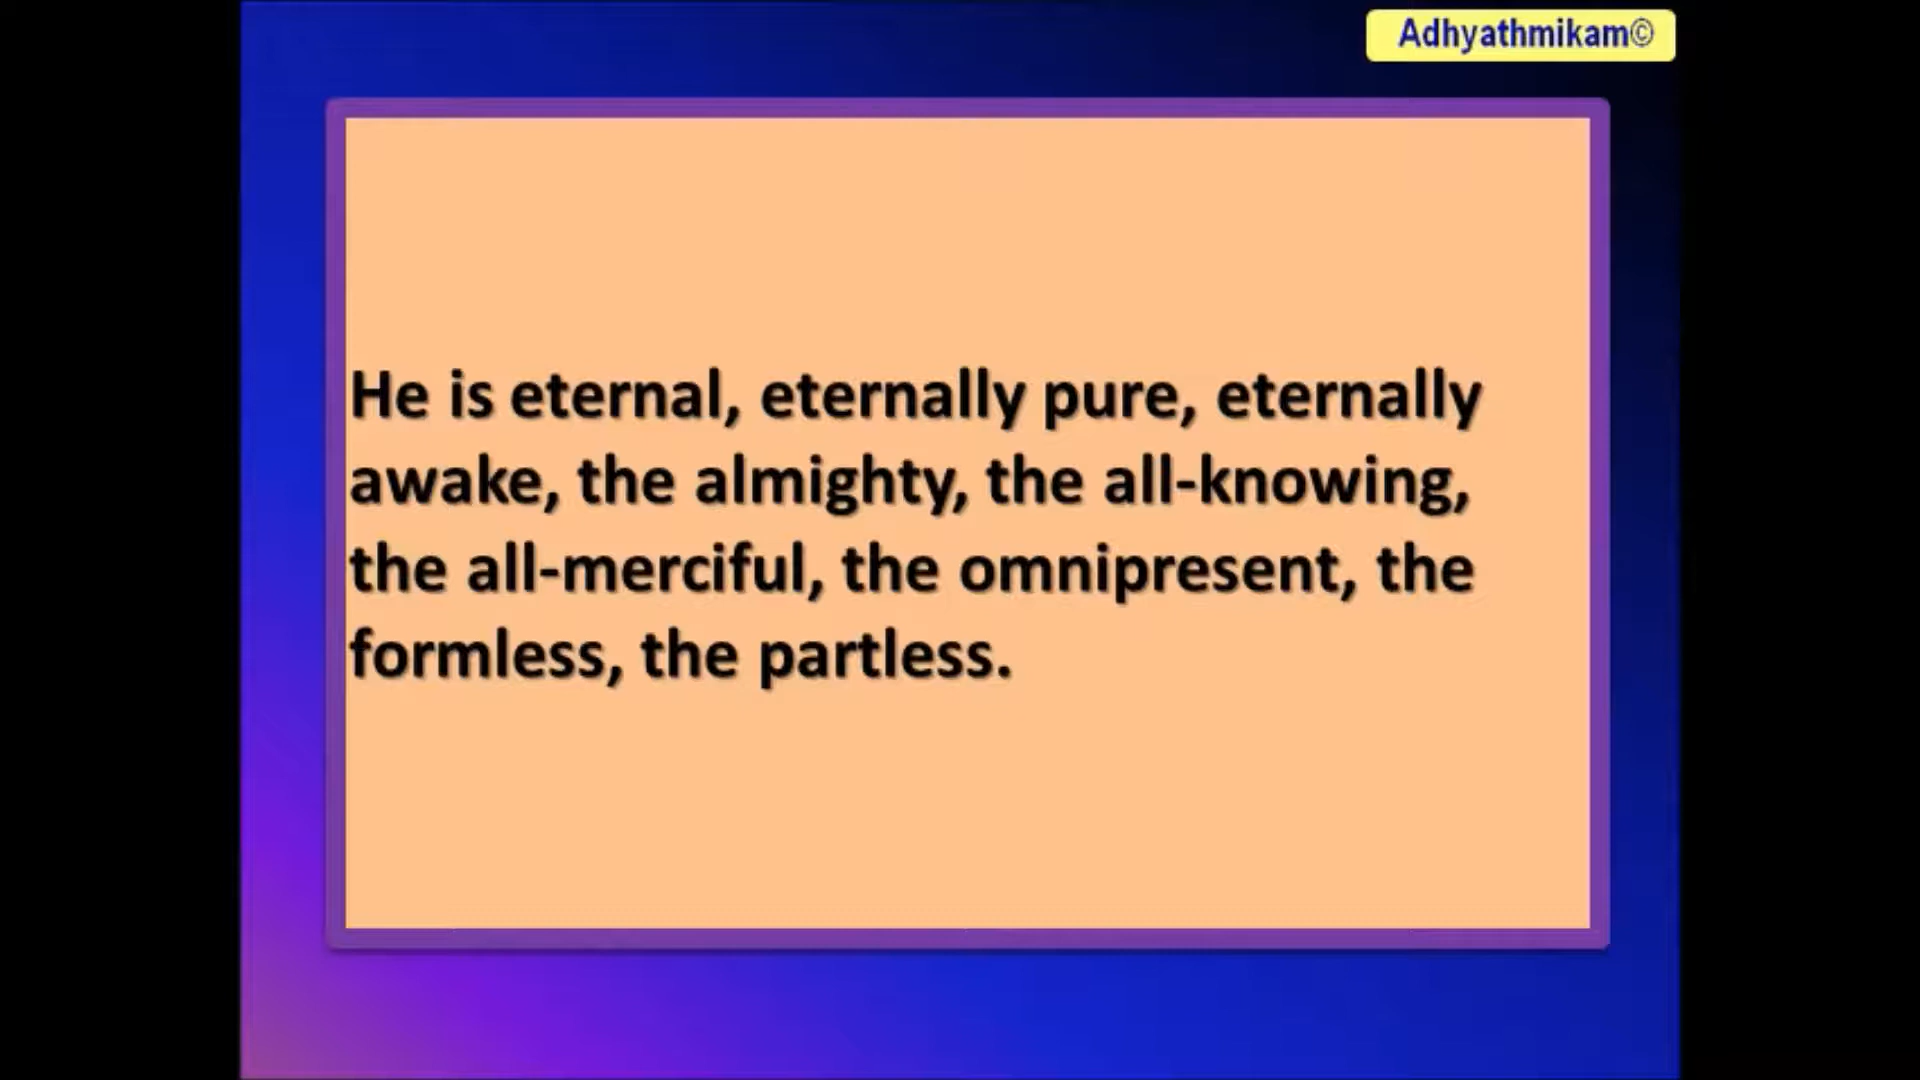 Adhyathmikam©
He is eternal, eternally pure, eternally
awake, the almighty, the all-knowing,
the all-merciful, the omnipresent, the
formless, the partless.